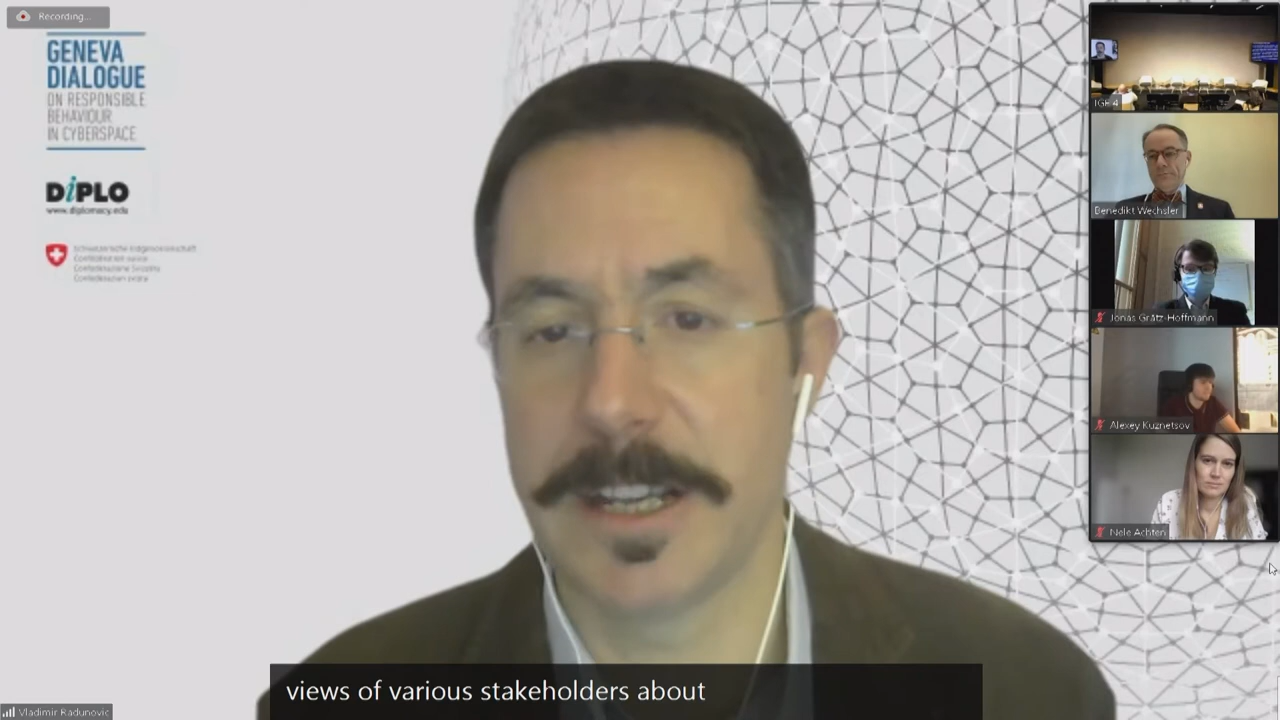 Recording...
GENEVA
DIALOGUE
ON RESPONSIBLE
BEHAVIOUR
IN CYBERSPACE
DiPLO
www.diplomacy.edu
Schweizerische Eidgenossenschaft
Confédération suisse
Confederazione Svizzera
Confederaziun svizra
IGF 4
Benedikt Wechsler
Jonas Grätz-Hoffmann
Alexey Kuznetsov
Nele Achten
views of various stakeholders about
Vladimir Radunovic